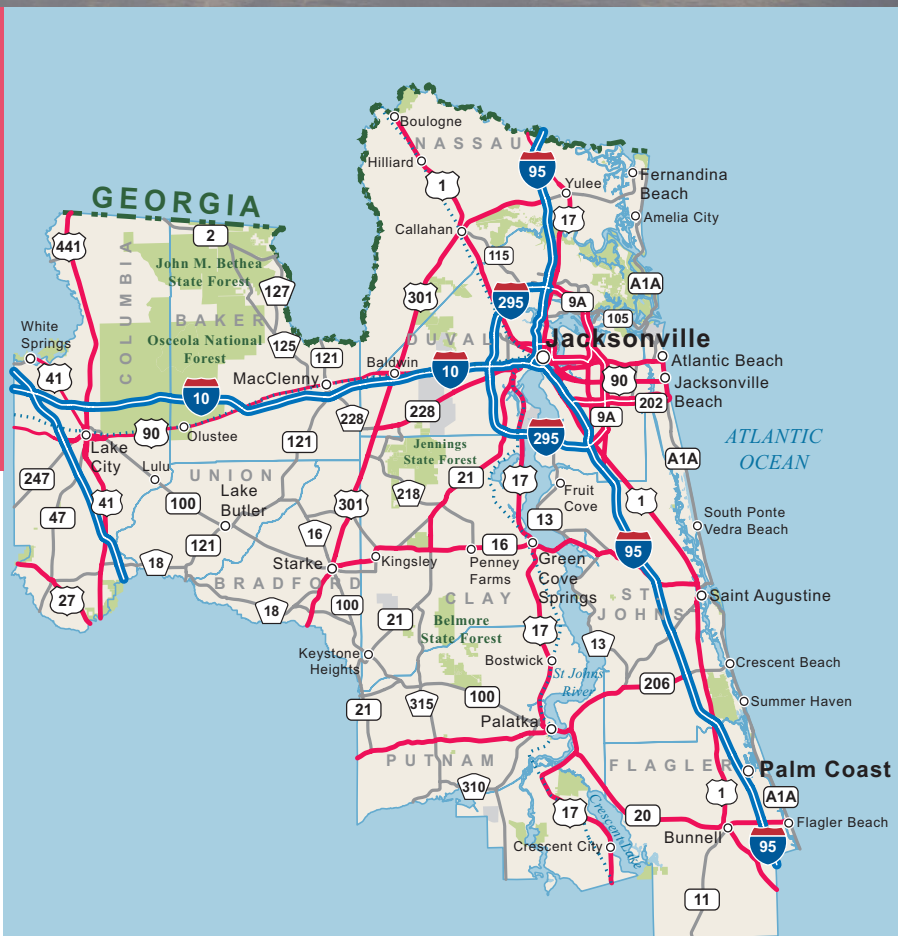 Boulogne
NASSAU
Hilliard
95
1
Yulee
Fernandina
Beach
GEORGIA
17
Amelia City
2
Callahan
441
115
John M. Bethea
State Forest
COLUMBIA
127
301
295
9A
A1A
105
White
Springs
BAKER
Osceola National
Forest
125
DUVAL
Jacksonville
121
Baldwin
Atlantic Beach
41
MacClenny
10
10
90
Jacksonville
Beach
202
228
228
9A
90
Olustee
121
295
ATLANTIC
OCEAN
Lake
City
Jennings
State Forest
A1A
Lulu
UNION
21
17
247
Lake
Butler
218
Fruit
Cove
1
41
100
301
South Ponte
Vedra Beach
47
16
13
121
16
95
18
Starke
Kingsley
Penney
Farms
Green
Cove
Springs
BRADFORD
CLAY
ST
JOHNS
Saint Augustine
27
18
100
21
Belmore
State Forest
17
13
Keystone
Heights
Bostwick
Crescent Beach
St Johns
River
206
21
315
100
Summer Haven
Palatka
PUTNAM
FLAGLER
Palm Coast
310
1
A1A
17
Crescent Lake
20
Flagler Beach
Bunnell
Crescent City
95
11